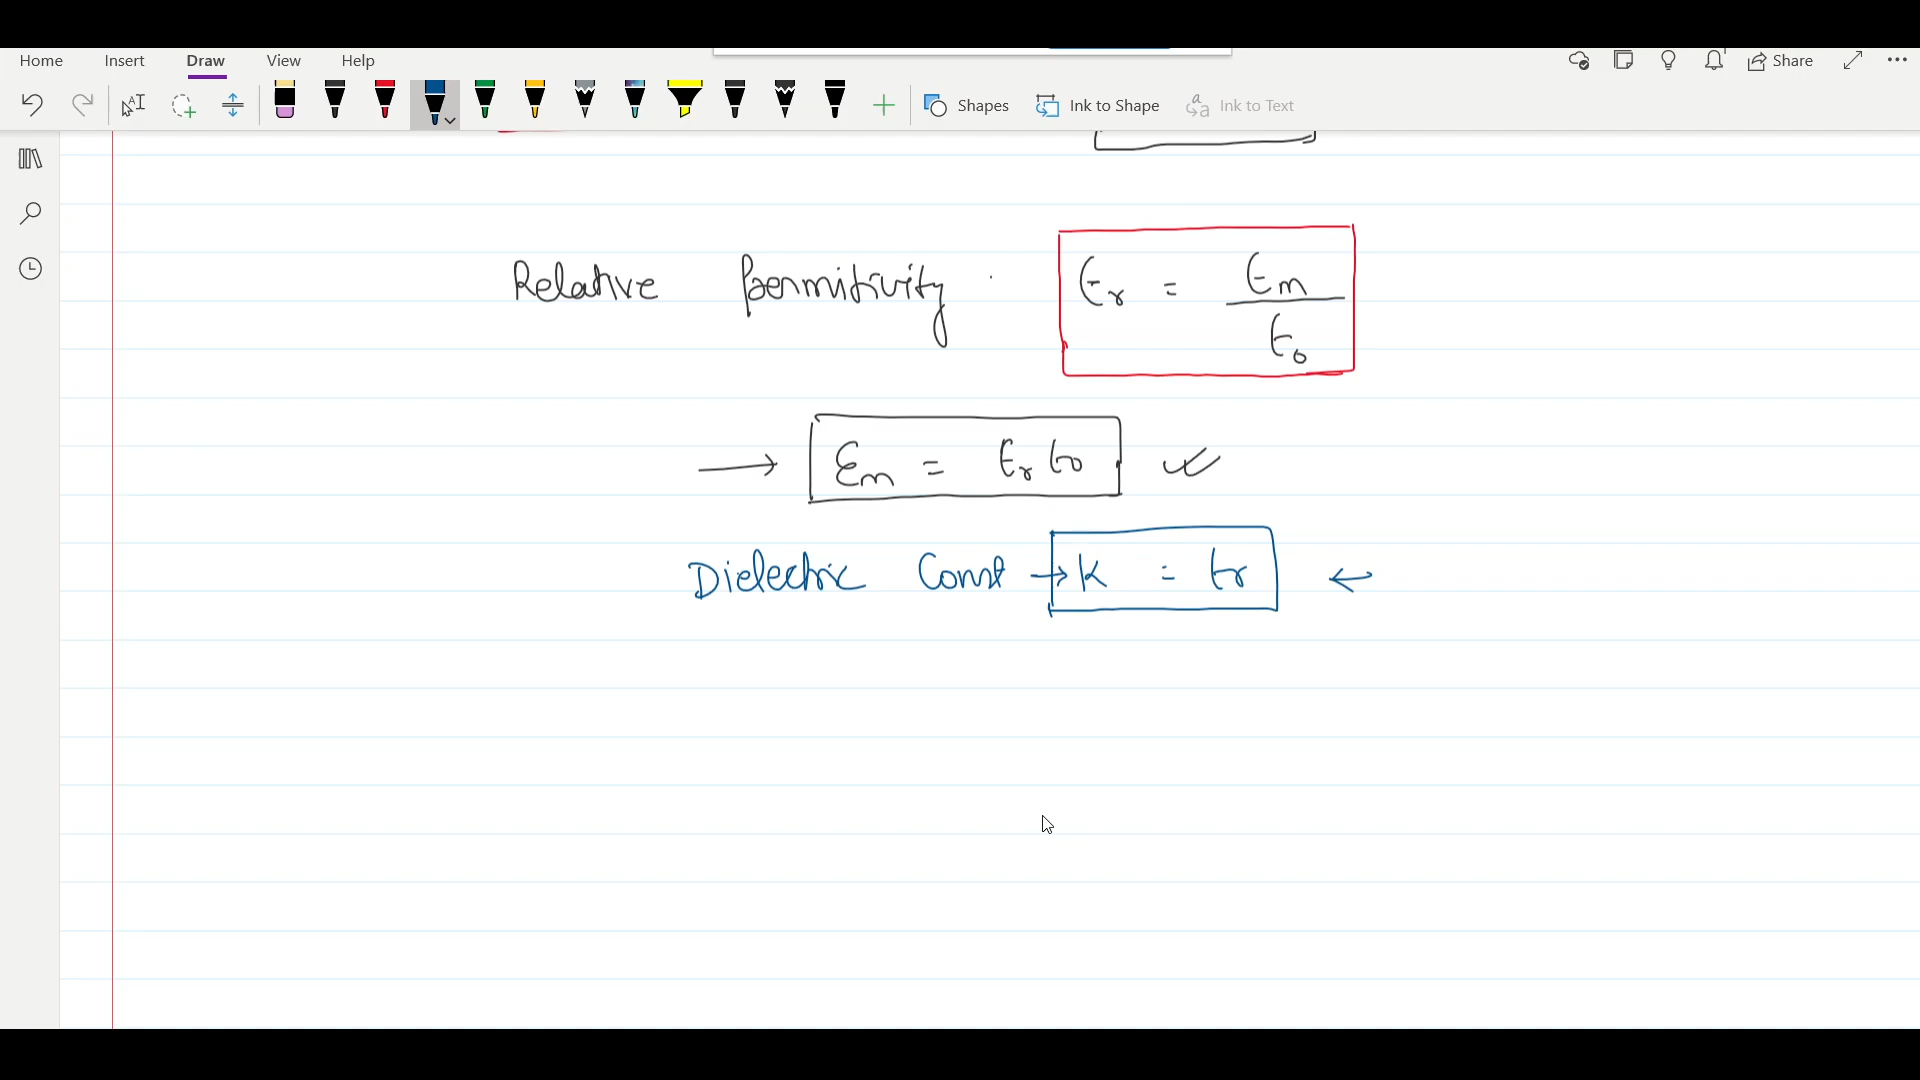 Home Insert Draw View Help Share
Shapes Ink to Shape Ink to Text
Relative Permitivity εr = εm / ε0
→ εm = εr ε0 ✓
Dielectric Const → K = εr ←